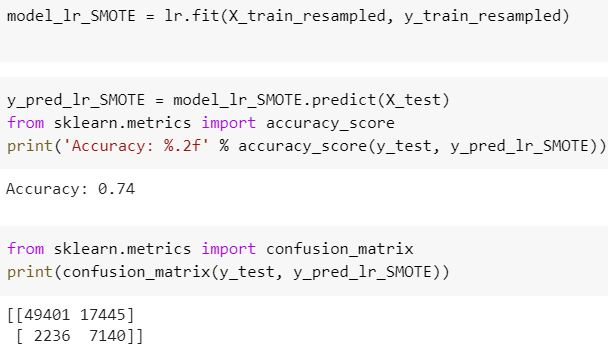 model_lr_SMOTE = lr.fit(X_train_resampled, y_train_resampled)
y_pred_lr_SMOTE = model_lr_SMOTE.predict(X_test)
from sklearn.metrics import accuracy_score
print('Accuracy: %.2f' % accuracy_score(y_test, y_pred_lr_SMOTE))
Accuracy: 0.74
from sklearn.metrics import confusion_matrix
print(confusion_matrix(y_test, y_pred_lr_SMOTE))
[[49401 17445]
 [ 2236  7140]]